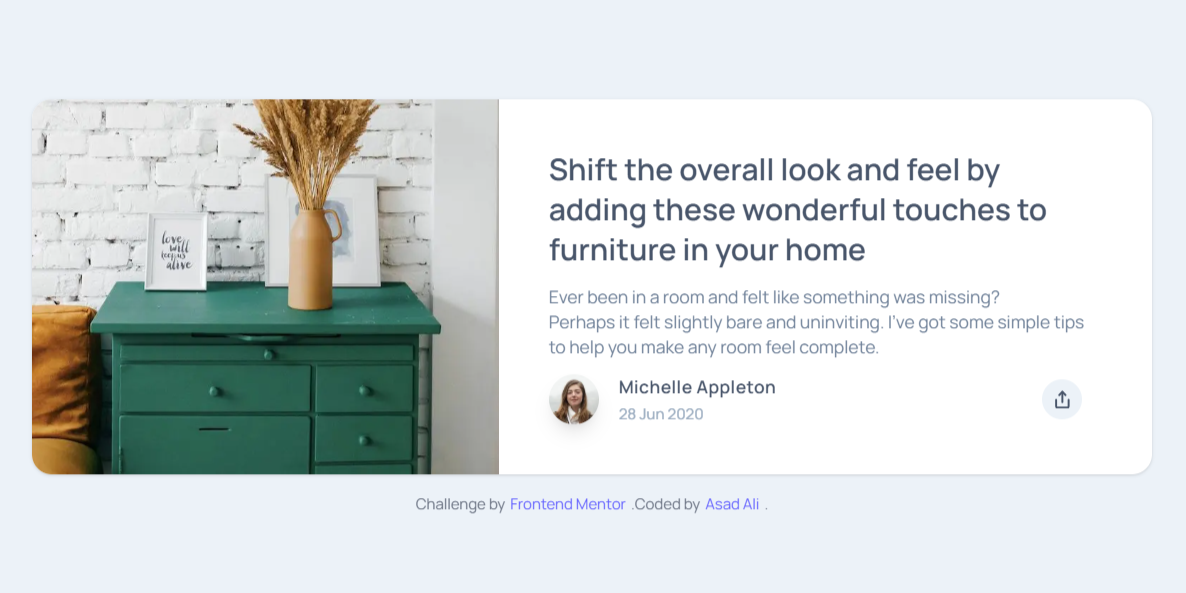 love
will
keep us
alive
Shift the overall look and feel by
adding these wonderful touches to
furniture in your home
Ever been in a room and felt like something was missing?
Perhaps it felt slightly bare and uninviting. I've got some simple tips
to help you make any room feel complete.
Michelle Appleton
28 Jun 2020
Challenge by Frontend Mentor .Coded by Asad Ali .